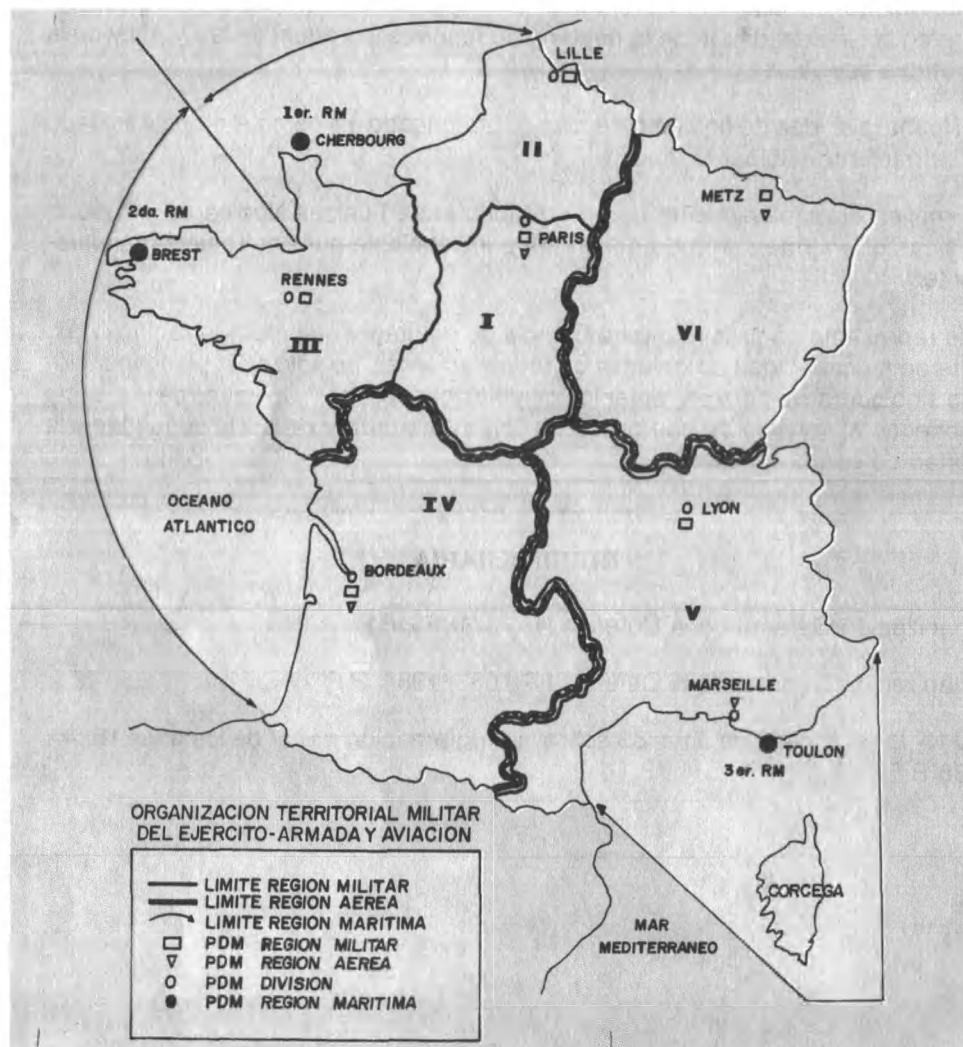 LILLE
1er. RM
CHERBOURG
II
METZ
2da. RM
PARIS
BREST
RENNES
I
VI
III
OCEANO
ATLANTICO
IV
LYON
BORDEAUX
V
MARSEILLE
TOULON
3er. RM
ORGANIZACION TERRITORIAL MILITAR
DEL EJERCITO-ARMADA Y AVIACION
LIMITE REGION MILITAR
LIMITE REGION AEREA
LIMITE REGION MARITIMA
PDM REGION MILITAR
PDM REGION AEREA
PDM DIVISION
PDM REGION MARITIMA
CORCEGA
MAR
MEDITERRANEO